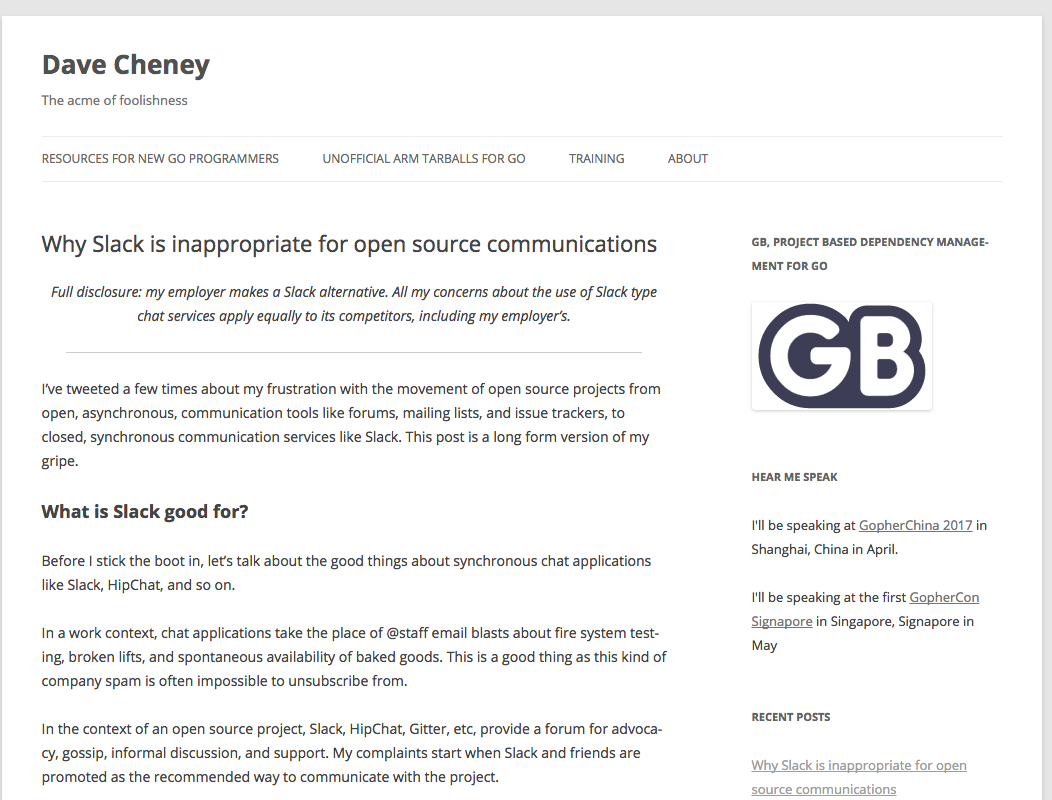 Dave Cheney
The acme of foolishness
RESOURCES FOR NEW GO PROGRAMMERS
UNOFFICIAL ARM TARBALLS FOR GO
TRAINING
ABOUT
Why Slack is inappropriate for open source communications
Full disclosure: my employer makes a Slack alternative. All my concerns about the use of Slack type
chat services apply equally to its competitors, including my employer’s.
I’ve tweeted a few times about my frustration with the movement of open source projects from
open, asynchronous, communication tools like forums, mailing lists, and issue trackers, to
closed, synchronous communication services like Slack. This post is a long form version of my
gripe.
What is Slack good for?
Before I stick the boot in, let’s talk about the good things about synchronous chat applications
like Slack, HipChat, and so on.
In a work context, chat applications take the place of @staff email blasts about fire system test-
ing, broken lifts, and spontaneous availability of baked goods. This is a good thing as this kind of
company spam is often impossible to unsubscribe from.
In the context of an open source project, Slack, HipChat, Gitter, etc, provide a forum for advoca-
cy, gossip, informal discussion, and support. My complaints start when Slack and friends are
promoted as the recommended way to communicate with the project.
GB, PROJECT BASED DEPENDENCY MANAGE-
MENT FOR GO
GB
HEAR ME SPEAK
I'll be speaking at GopherChina 2017 in
Shanghai, China in April.
I'll be speaking at the first GopherCon
Signapore in Singapore, Signapore in
May
RECENT POSTS
Why Slack is inappropriate for open
source communications